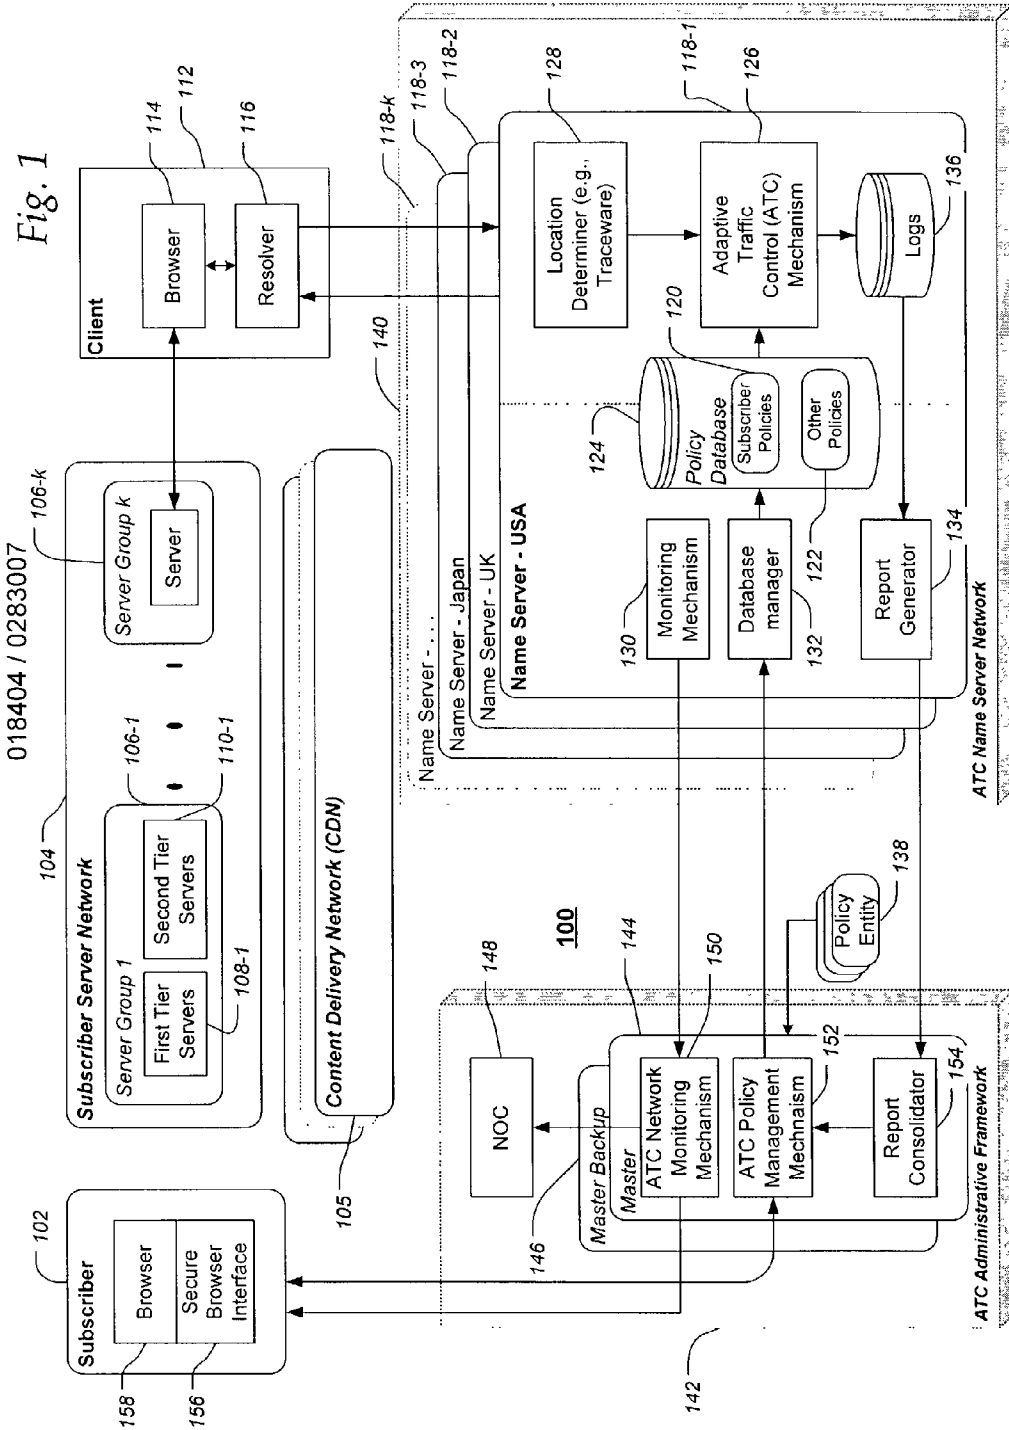 018404 / 0283007
Fig. 1
102
Subscriber
Browser
Secure
Browser
Interface
158
156
104
Subscriber Server Network
Server Group 1
106-1
First Tier
Servers
108-1
Second Tier
Servers
110-1
Server Group k
106-k
Server
Content Delivery Network (CDN)
105
Client
112
Browser
114
Resolver
116
100
140
118-k
118-3
118-2
118-1
Name Server - ...
Name Server - Japan
Name Server - UK
Name Server - USA
Location
Determiner (e.g.,
Traceware)
128
Adaptive
Traffic
Control (ATC)
Mechanism
126
124
Policy
Database
Subscriber
Policies
120
Other
Policies
122
Monitoring
Mechanism
130
Database
manager
132
Report
Generator
134
Logs
136
ATC Name Server Network
Policy
Entity
138
142
NOC
148
144
146
Master Backup
Master
ATC Network
Monitoring
Mechanism
150
ATC Policy
Management
Mechnaism
152
Report
Consolidator
154
ATC Administrative Framework